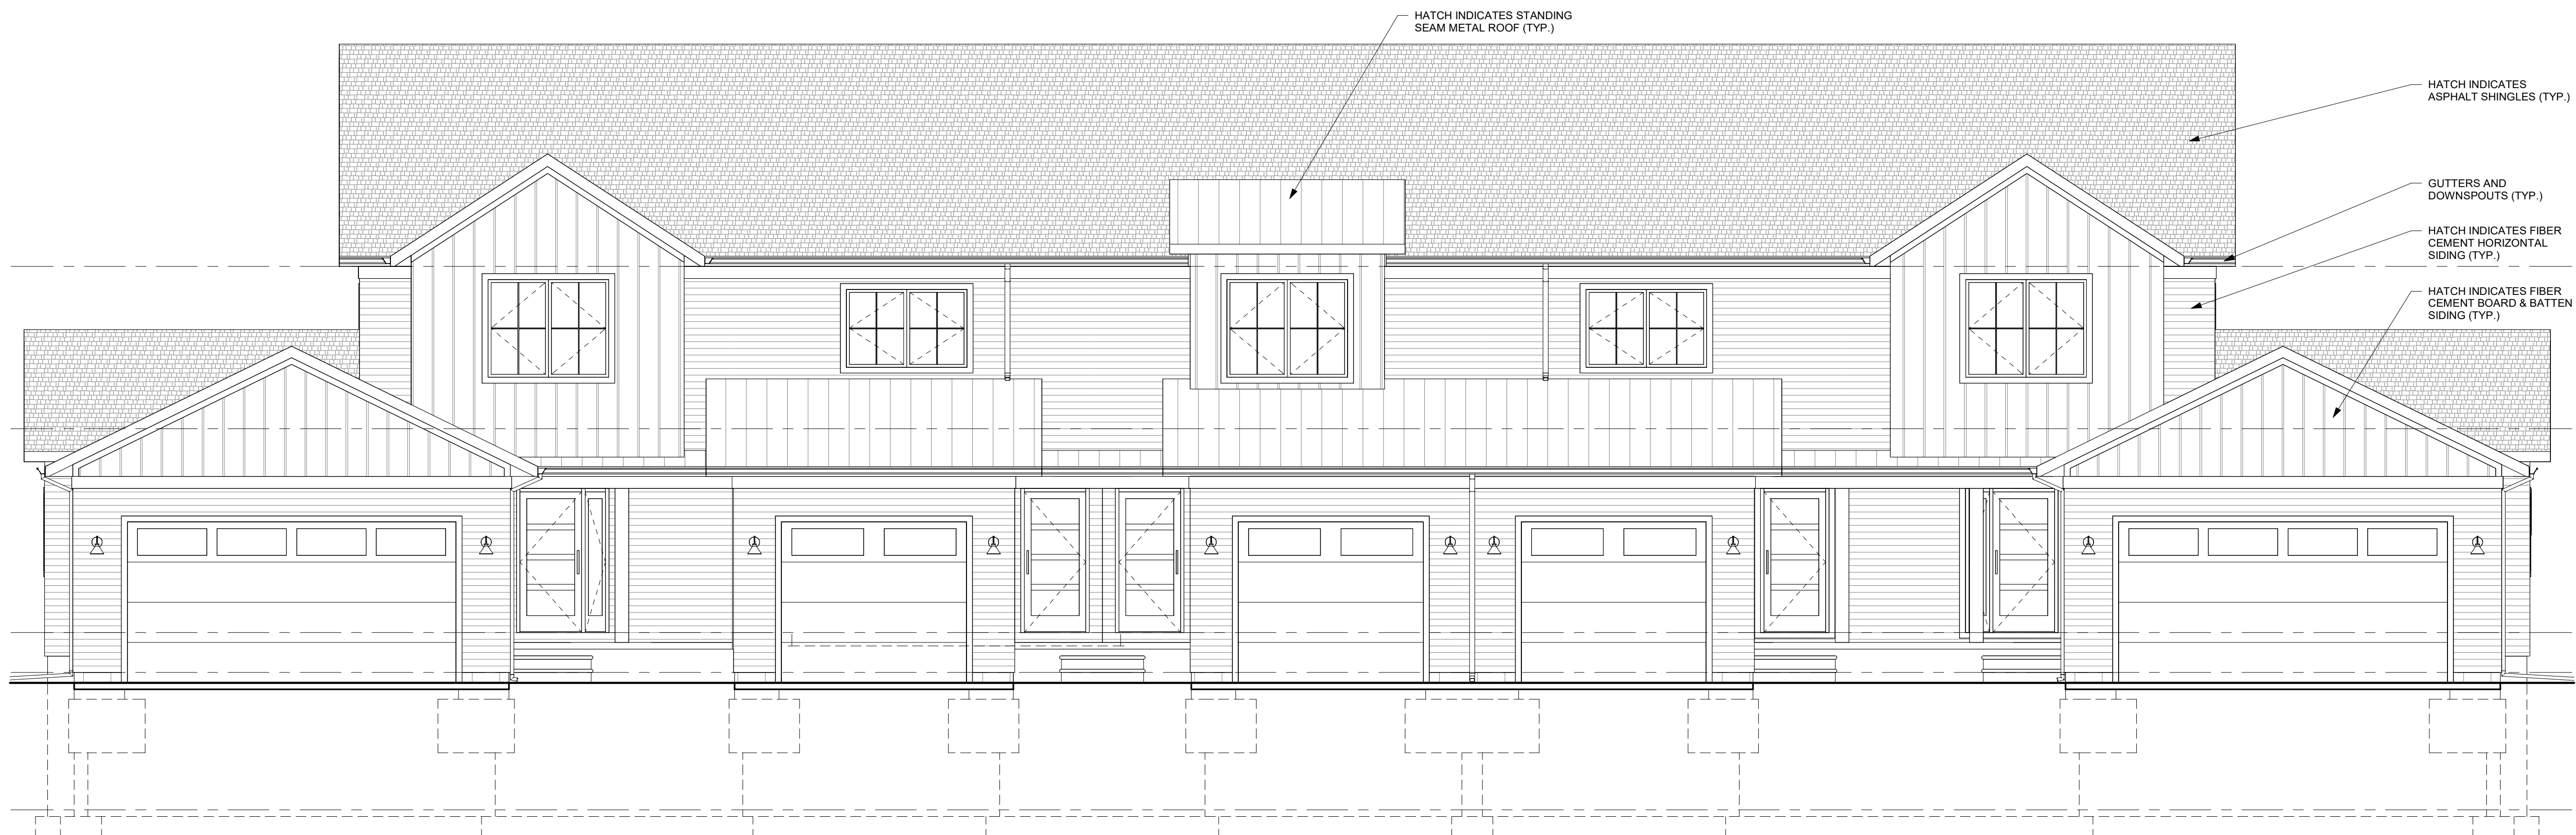 HATCH INDICATES STANDING
SEAM METAL ROOF (TYP.)
HATCH INDICATES
ASPHALT SHINGLES (TYP.)
GUTTERS AND
DOWNSPOUTS (TYP.)
HATCH INDICATES FIBER
CEMENT HORIZONTAL
SIDING (TYP.)
HATCH INDICATES FIBER
CEMENT BOARD & BATTEN
SIDING (TYP.)